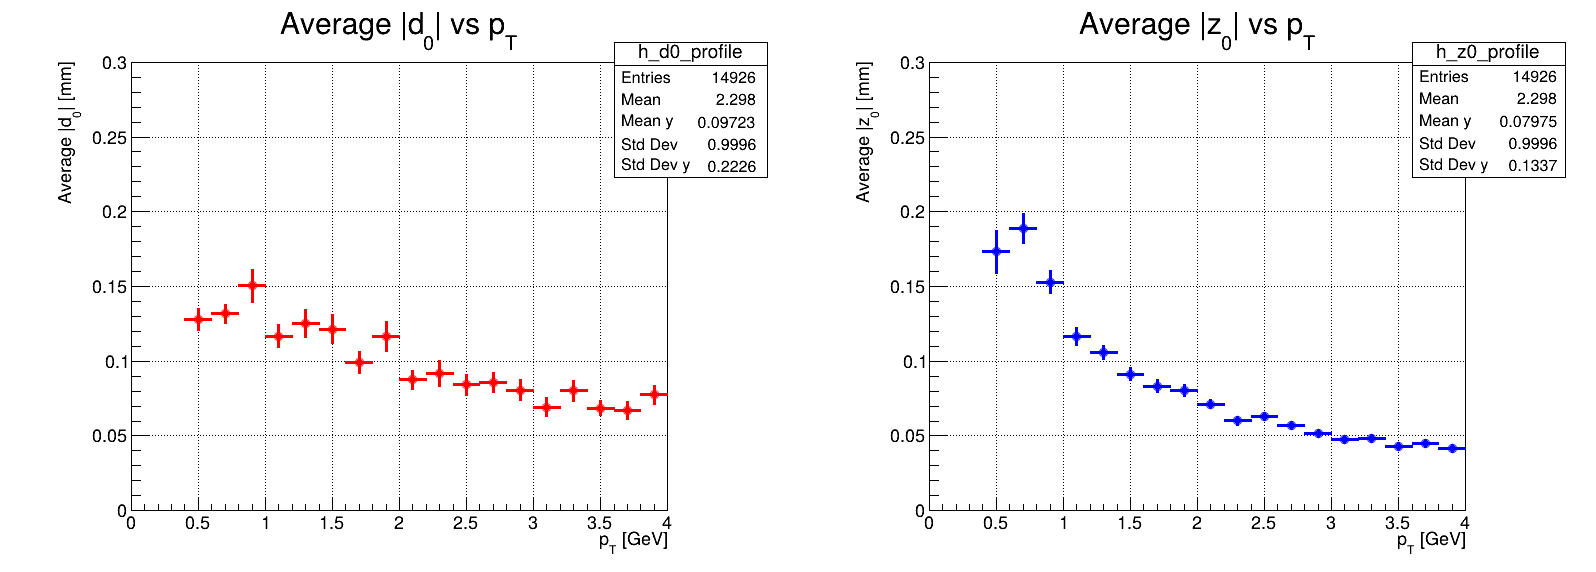 Average |d0| vs pT
h_d0_profile
Entries 14926
Mean 2.298
Mean y 0.09723
Std Dev 0.9996
Std Dev y 0.2226
Average |d0| [mm]
0.3
0.25
0.2
0.15
0.1
0.05
0
0 0.5 1 1.5 2 2.5 3 3.5 4
pT [GeV]
Average |z0| vs pT
h_z0_profile
Entries 14926
Mean 2.298
Mean y 0.07975
Std Dev 0.9996
Std Dev y 0.1337
Average |z0| [mm]
0.3
0.25
0.2
0.15
0.1
0.05
0
0 0.5 1 1.5 2 2.5 3 3.5 4
pT [GeV]